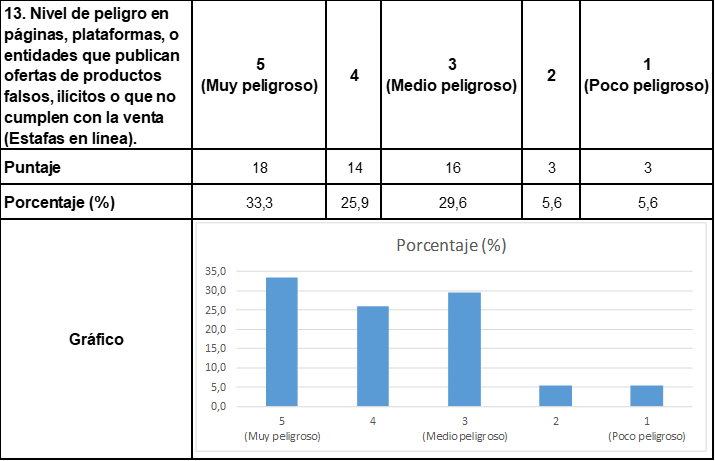 13. Nivel de peligro en
páginas, plataformas, o
entidades que publican
ofertas de productos
falsos, ilícitos o que no
cumplen con la venta
(Estafas en línea).
5
(Muy peligroso)
4
3
(Medio peligroso)
2
1
(Poco peligroso)
Puntaje
18
14
16
3
3
Porcentaje (%)
33,3
25,9
29,6
5,6
5,6
Gráfico
Porcentaje (%)
35,0
30,0
25,0
20,0
15,0
10,0
5,0
0,0
5
(Muy peligroso)
4
3
(Medio peligroso)
2
1
(Poco peligroso)